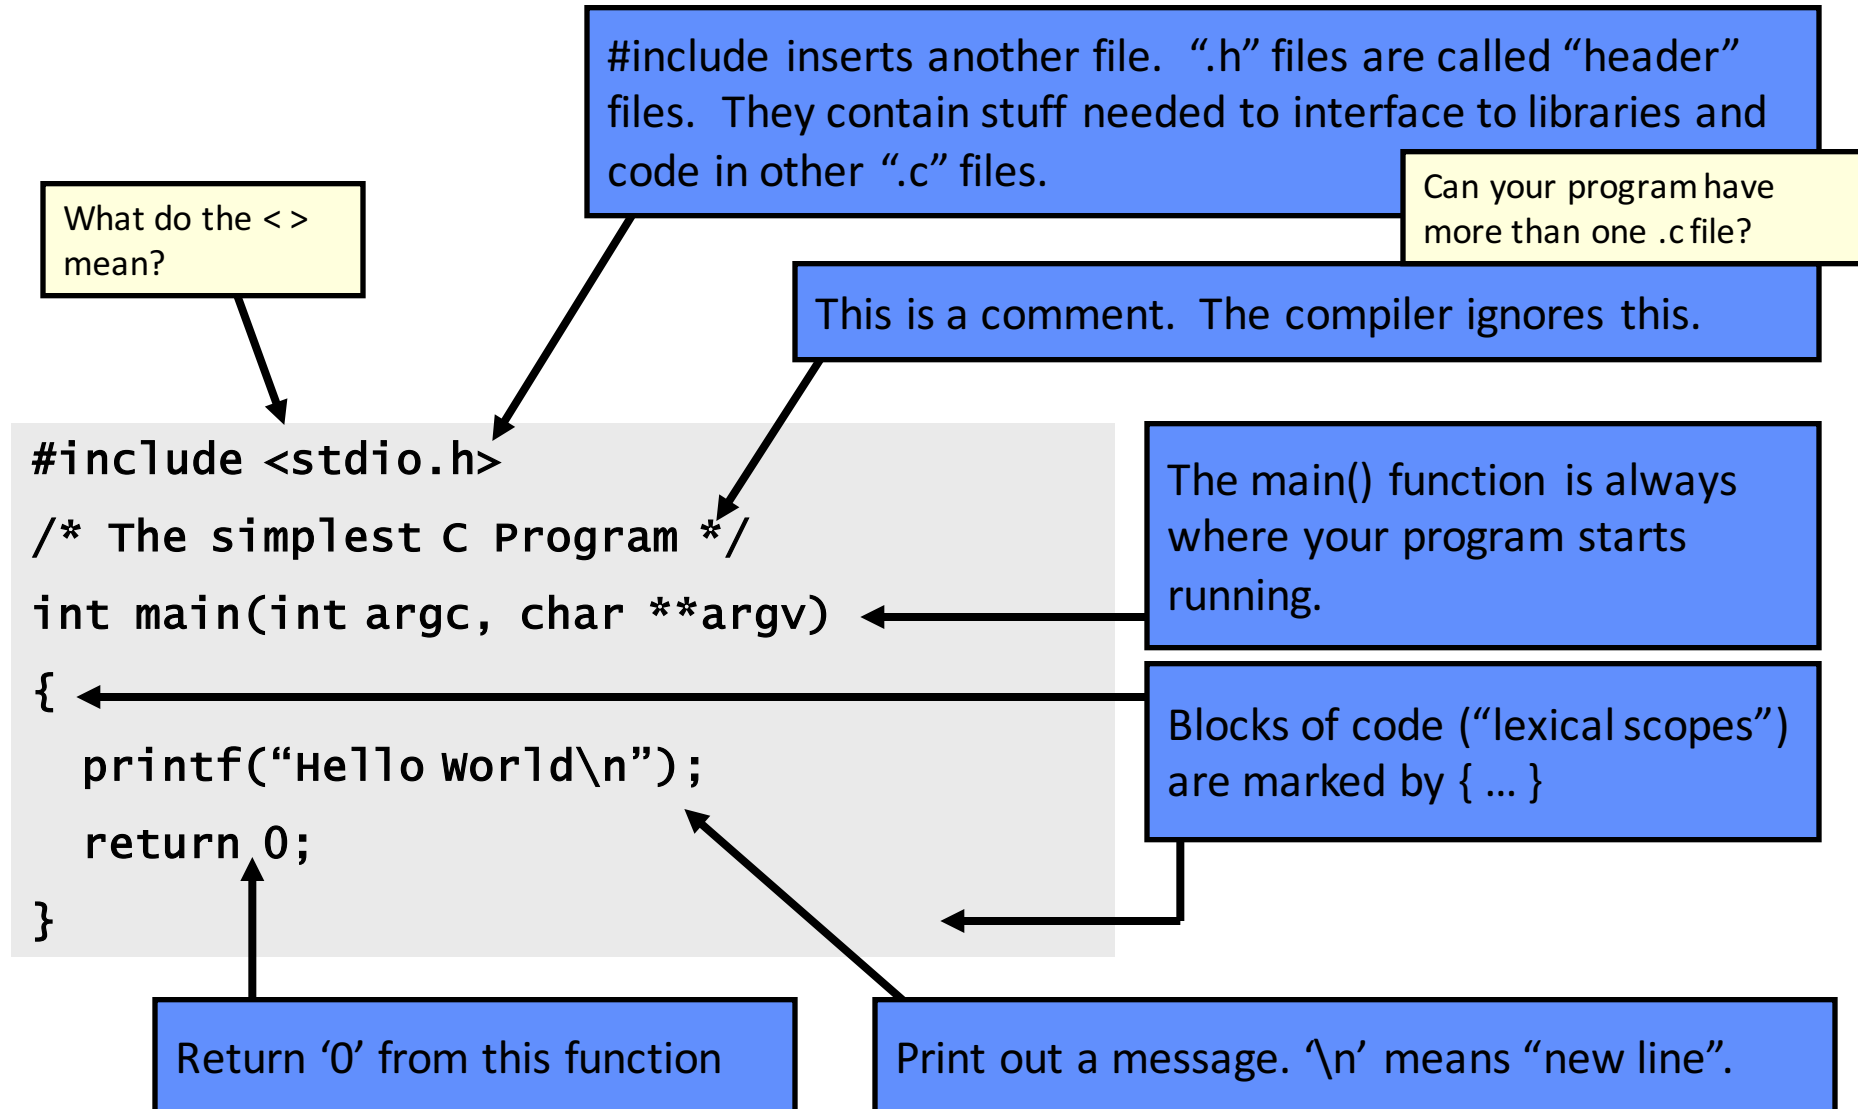 #include inserts another file. “.h” files are called “header”
files. They contain stuff needed to interface to libraries and
code in other “.c” files.
Can your program have
more than one .c file?
What do the < >
mean?
This is a comment. The compiler ignores this.
#include <stdio.h>
/* The simplest C Program */
int main(int argc, char **argv)
{
printf(“Hello World\n”);
return 0;
}
The main() function is always
where your program starts
running.
Blocks of code (“lexical scopes”)
are marked by { … }
Return ‘0’ from this function
Print out a message. ‘\n’ means “new line”.